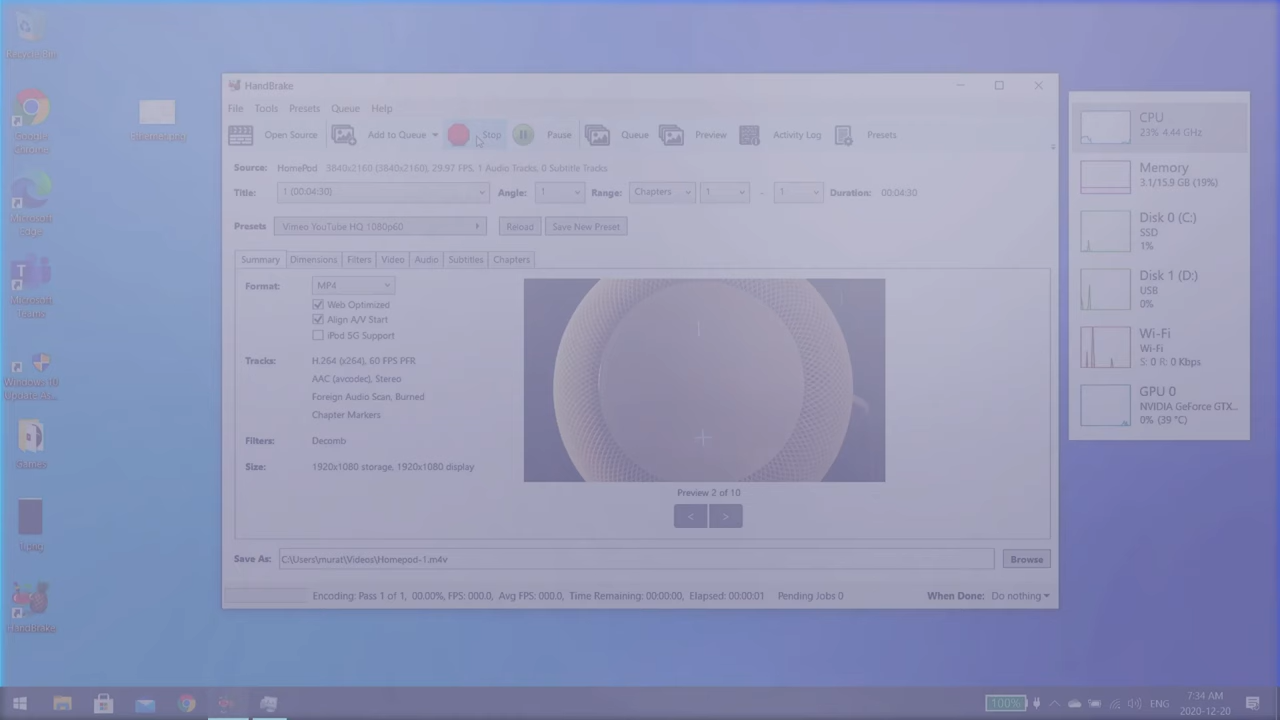 Recycle Bin
Google
Chrome
Microsoft
Edge
Microsoft
Teams
Windows 10
Update As...
Games
1.png
HandBrake
HandBrake
File Tools Presets Queue Help
Open Source Add to Queue Stop Pause Queue Preview Activity Log Presets
Source: HomePod 3840x2160 (3840x2160), 29.97 FPS, 1 Audio Tracks, 0 Subtitle Tracks
Title: 1 (00:04:30) Angle: 1 Range: Chapters 1 - 1 Duration: 00:04:30
Presets Vimeo YouTube HQ 1080p60 Reload Save New Preset
Summary Dimensions Filters Video Audio Subtitles Chapters
Format: MP4
Web Optimized
Align A/V Start
iPod 5G Support
Tracks: H.264 (x264), 60 FPS PFR
AAC (avcodec), Stereo
Foreign Audio Scan, Burned
Chapter Markers
Filters: Decomb
Size: 1920x1080 storage, 1920x1080 display
Preview 2 of 10
< >
Save As: C:\Users\murat\Videos\Homepod-1.m4v Browse
Encoding: Pass 1 of 1, 00.00%, FPS: 000.0, Avg FPS: 000.0, Time Remaining: 00:00:00, Elapsed: 00:00:01 Pending Jobs 0 When Done: Do nothing
CPU
23% 4.44 GHz
Memory
3.1/15.9 GB (19%)
Disk 0 (C:)
SSD
1%
Disk 1 (D:)
USB
0%
Wi-Fi
Wi-Fi
S: 0 R: 0 Kbps
GPU 0
NVIDIA GeForce GTX...
0% (39 °C)
100% ENG 7:34 AM
2020-12-20